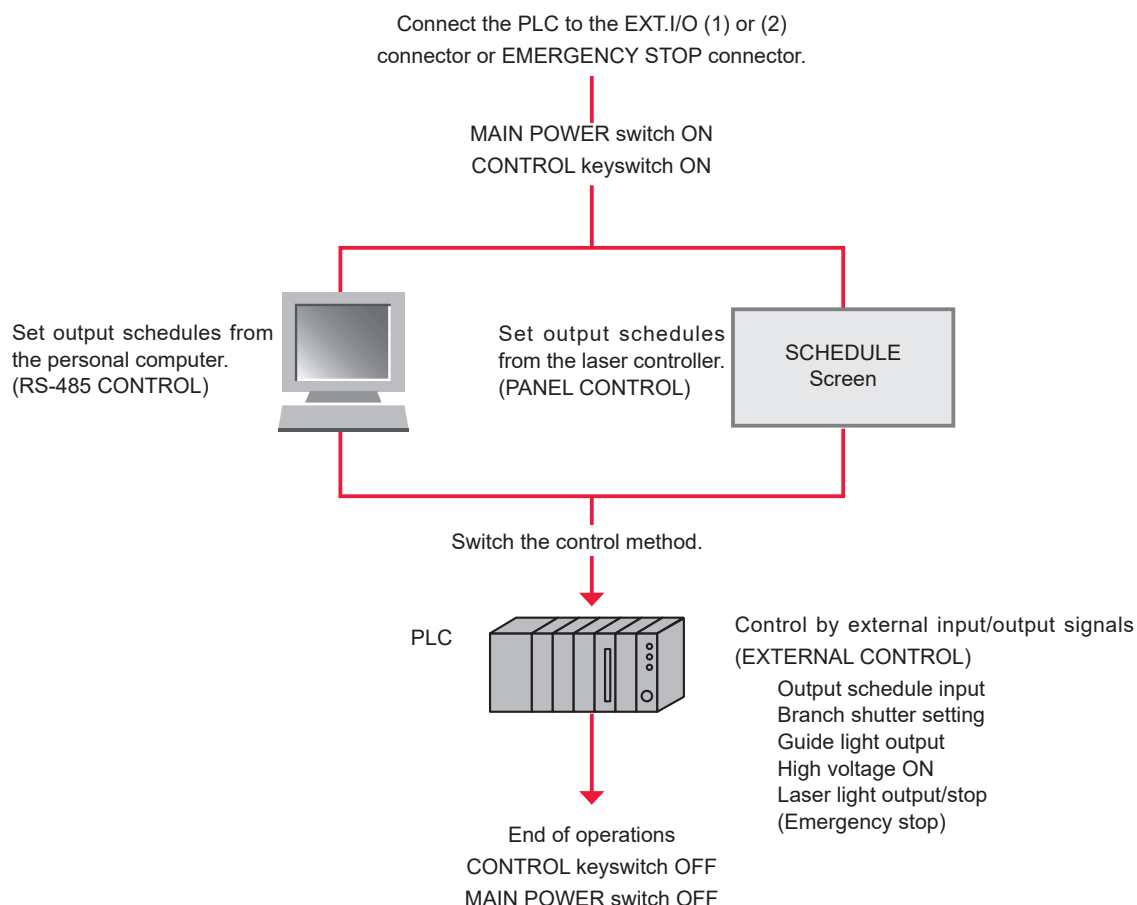 Connect the PLC to the EXT.I/O (1) or (2)
connector or EMERGENCY STOP connector.
MAIN POWER switch ON
CONTROL keyswitch ON
Set output schedules from
the personal computer.
(RS-485 CONTROL)
Set output schedules
from the laser controller.
(PANEL CONTROL)
SCHEDULE
Screen
Switch the control method.
PLC
Control by external input/output signals
(EXTERNAL CONTROL)
Output schedule input
Branch shutter setting
Guide light output
High voltage ON
Laser light output/stop
(Emergency stop)
End of operations
CONTROL keyswitch OFF
MAIN POWER switch OFF